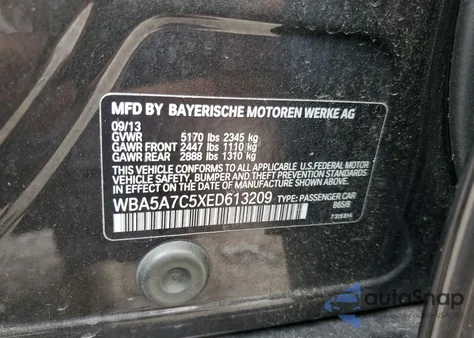 MFD BY BAYERISCHE MOTOREN WERKE AG
09/13
GVWR 5170 lbs 2345 kg
GAWR FRONT 2447 lbs 1110 kg
GAWR REAR 2888 lbs 1310 kg
THIS VEHICLE CONFORMS TO ALL APPLICABLE U.S. FEDERAL MOTOR
VEHICLE SAFETY, BUMPER, AND THEFT PREVENTION STANDARDS IN
EFFECT ON THE DATE OF MANUFACTURE SHOWN ABOVE.
WBA5A7C5XED613209 TYPE: PASSENGER CAR
865/8
autoSnap